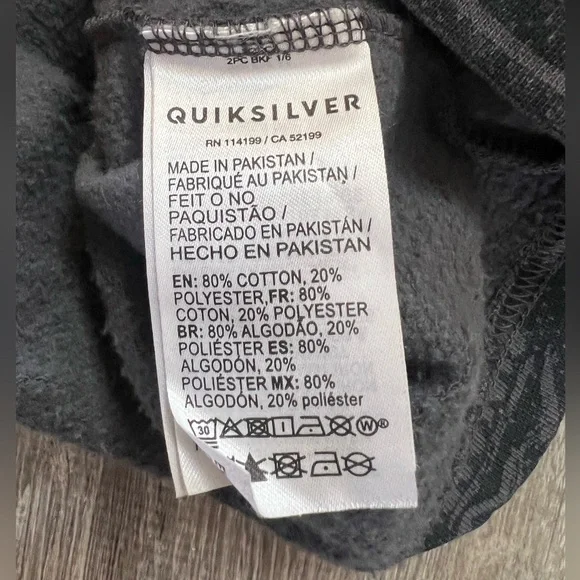 2PC BKF 1/6
QUIKSILVER
RN 114199 / CA 52199
MADE IN PAKISTAN /
FABRIQUÉ AU PAKISTAN /
FEIT O NO
PAQUISTÃO /
FABRICADO EN PAKISTÁN /
HECHO EN PAKISTAN
EN: 80% COTTON, 20%
POLYESTER,FR: 80%
COTON, 20% POLYESTER
BR: 80% ALGODÃO, 20%
POLIÉSTER ES: 80%
ALGODÓN, 20%
POLIÉSTER MX: 80%
ALGODÓN, 20% poliéster
30 W